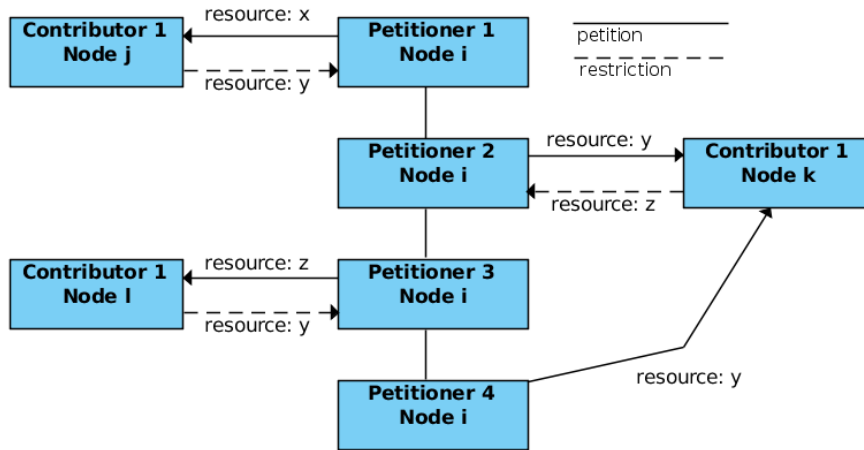 Contributor 1
Node j
resource: x
resource: y
Petitioner 1
Node i
petition
restriction
Petitioner 2
Node i
resource: y
resource: z
Contributor 1
Node k
Contributor 1
Node l
resource: z
resource: y
Petitioner 3
Node i
resource: y
Petitioner 4
Node i